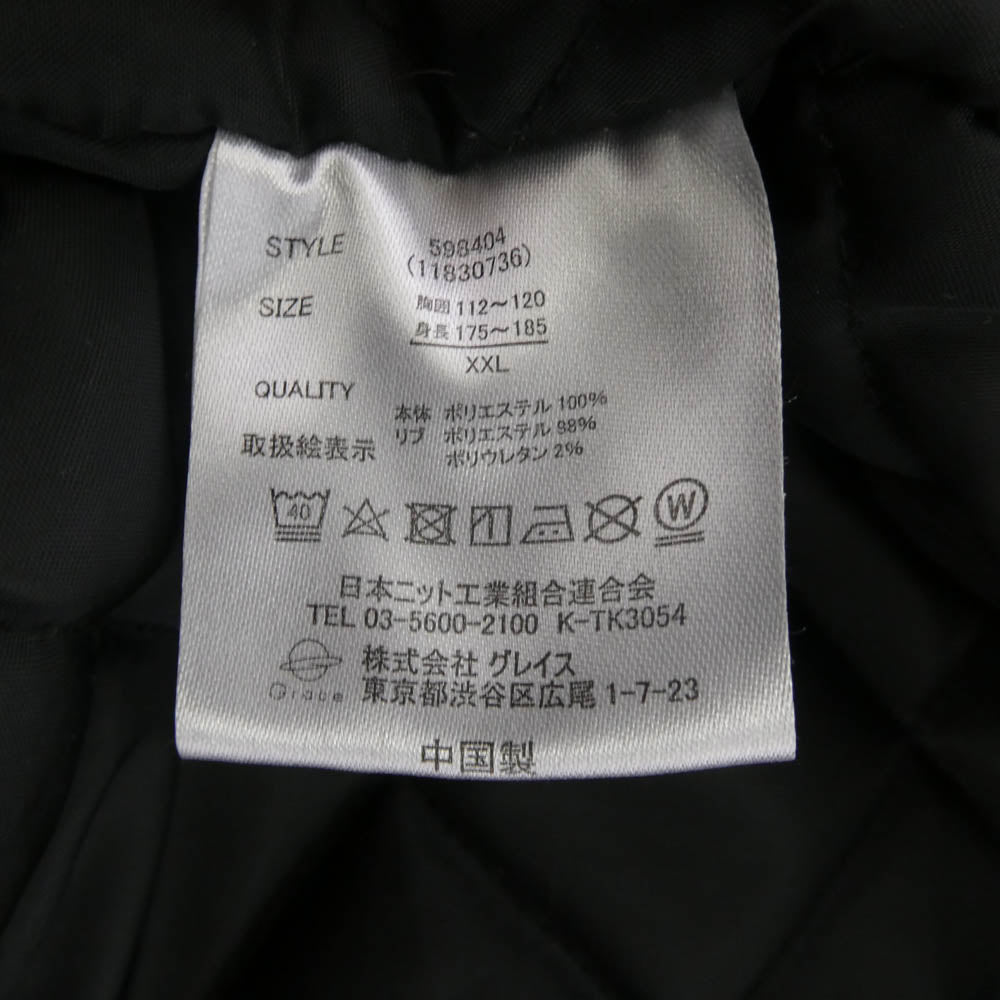 STYLE 598404
(11830736)
SIZE 胸囲 112～120
身長 175～185
XXL
QUALITY 本体 ポリエステル 100%
リブ ポリエステル 98%
ポリウレタン 2%
取扱絵表示
40 W
日本ニット工業組合連合会
TEL 03-5600-2100 K-TK3054
株式会社 グレイス
Grace 東京都渋谷区広尾 1-7-23
中国製